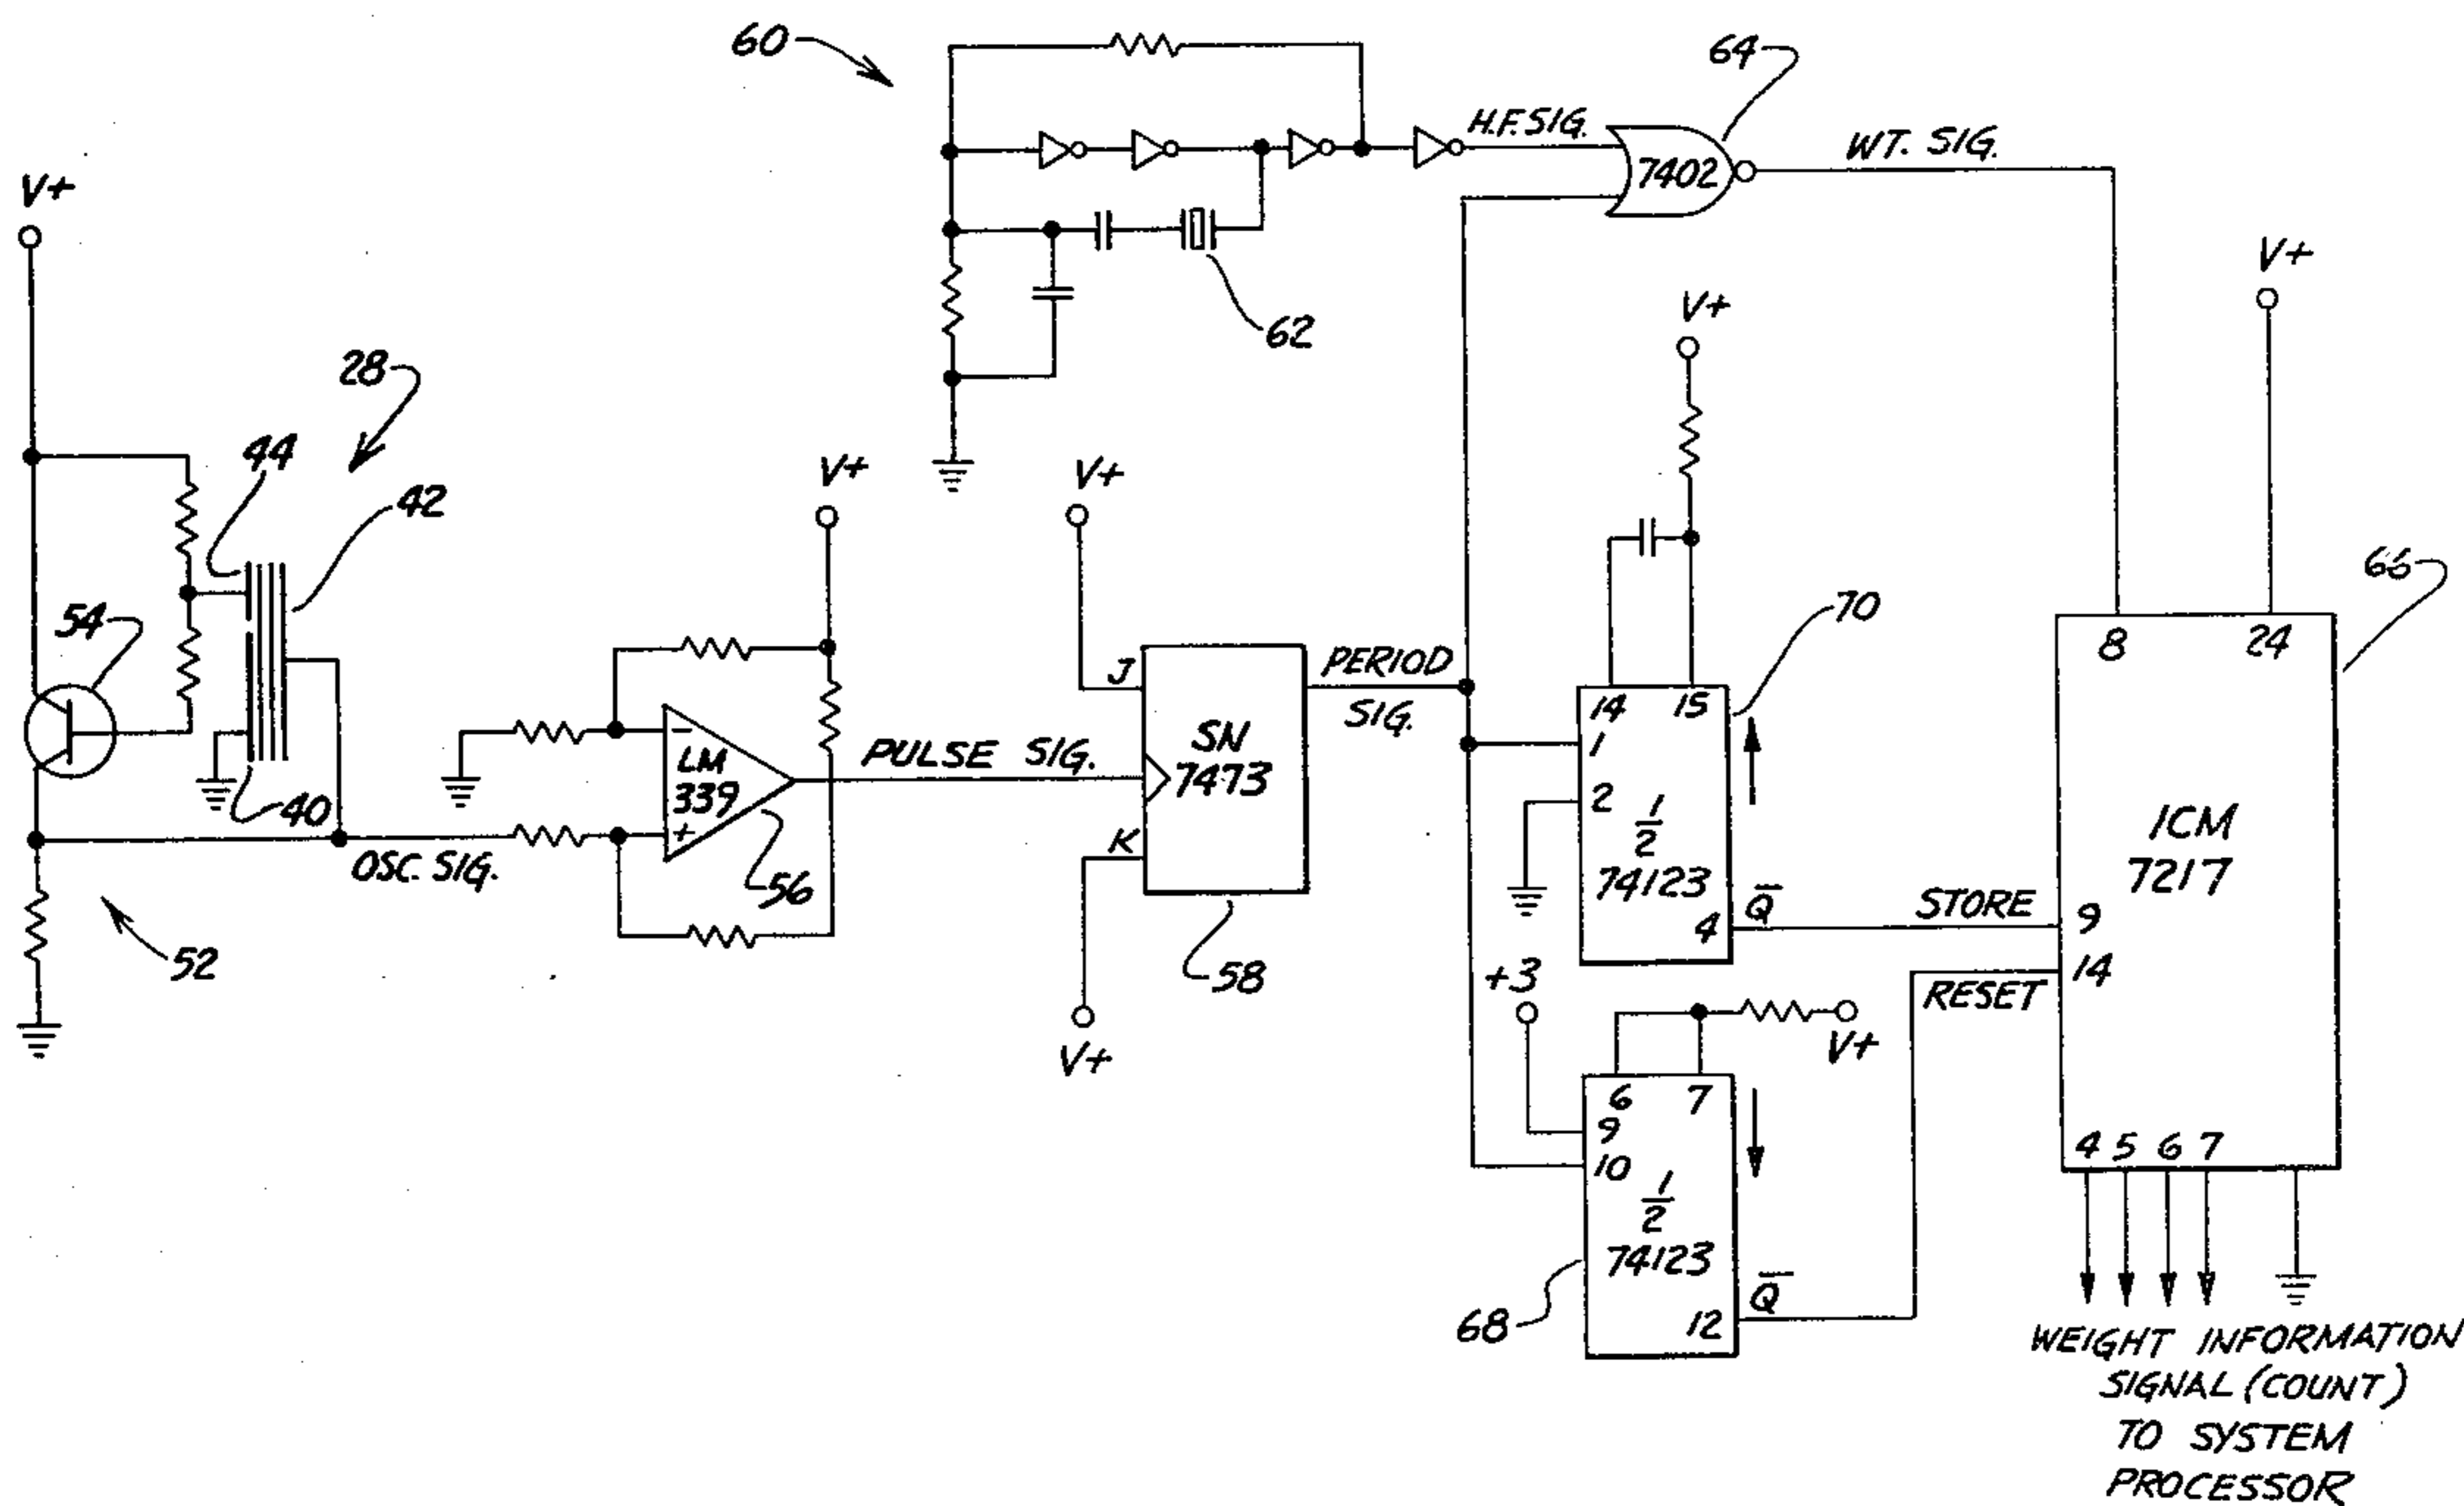 60
64
H.F. SIG.
7402
WT. SIG.
V+
V+
62
V+
28
44
42
V+
V+
66
54
70
8
24
J
PERIOD
SIG.
14
15
-
LM
339
+
PULSE SIG.
SN
7473
1
2
1
2
74123
Q
4
ICM
7217
40
K
STORE
9
OSC. SIG.
56
52
58
+3
14
RESET
V+
V+
6
7
9
10
4
5
6
7
1
2
74123
Q
12
68
WEIGHT INFORMATION
SIGNAL (COUNT)
TO SYSTEM
PROCESSOR